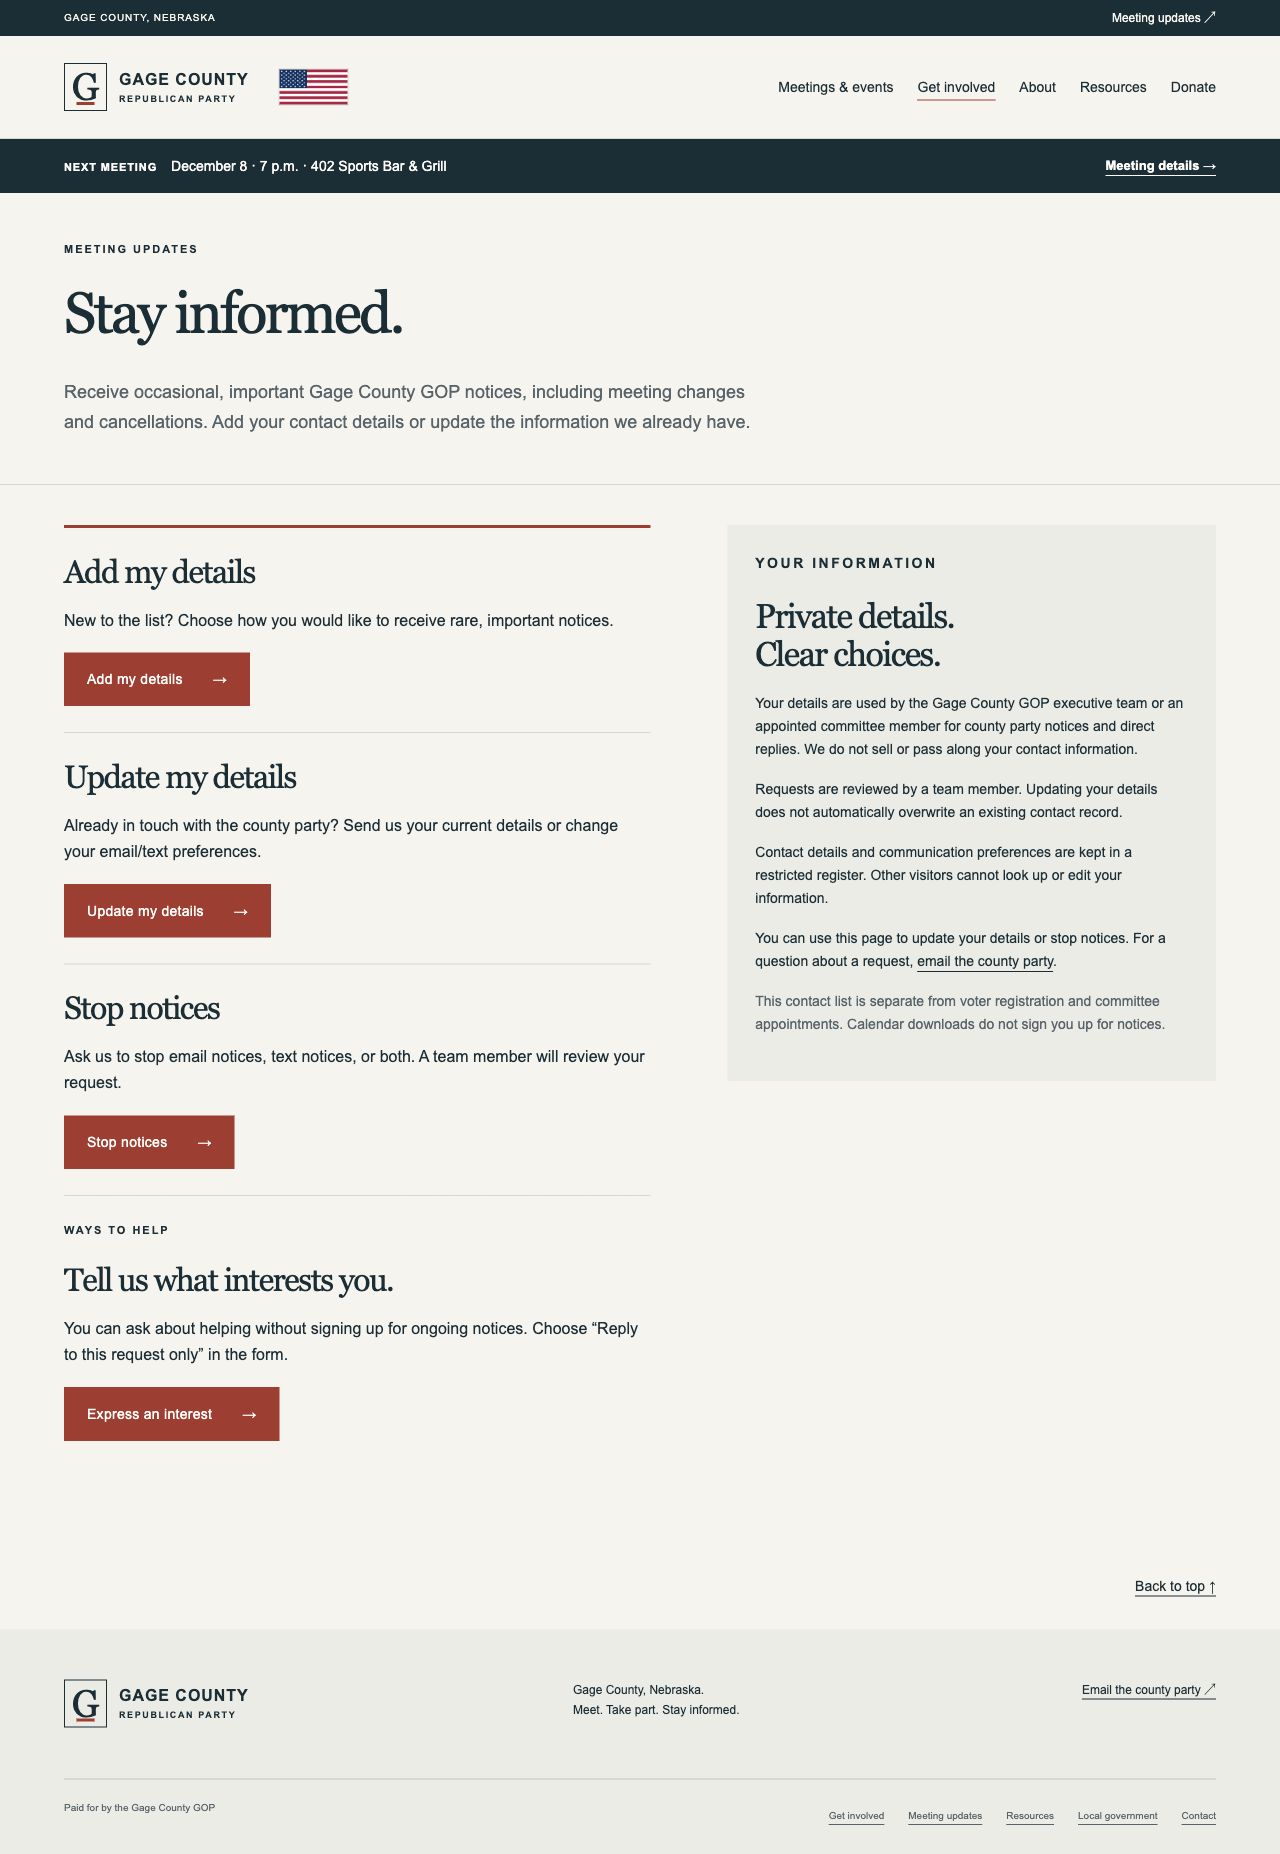 GAGE COUNTY, NEBRASKA
Meeting updates ↗
G
GAGE COUNTY
REPUBLICAN PARTY
Meetings & events
Get involved
About
Resources
Donate
NEXT MEETING December 8 · 7 p.m. · 402 Sports Bar & Grill
Meeting details →
MEETING UPDATES
Stay informed.
Receive occasional, important Gage County GOP notices, including meeting changes
and cancellations. Add your contact details or update the information we already have.
Add my details
New to the list? Choose how you would like to receive rare, important notices.
Add my details →
Update my details
Already in touch with the county party? Send us your current details or change
your email/text preferences.
Update my details →
Stop notices
Ask us to stop email notices, text notices, or both. A team member will review your
request.
Stop notices →
WAYS TO HELP
Tell us what interests you.
You can ask about helping without signing up for ongoing notices. Choose “Reply
to this request only” in the form.
Express an interest →
YOUR INFORMATION
Private details.
Clear choices.
Your details are used by the Gage County GOP executive team or an
appointed committee member for county party notices and direct
replies. We do not sell or pass along your contact information.
Requests are reviewed by a team member. Updating your details
does not automatically overwrite an existing contact record.
Contact details and communication preferences are kept in a
restricted register. Other visitors cannot look up or edit your
information.
You can use this page to update your details or stop notices. For a
question about a request, email the county party.
This contact list is separate from voter registration and committee
appointments. Calendar downloads do not sign you up for notices.
Back to top ↑
G
GAGE COUNTY
REPUBLICAN PARTY
Gage County, Nebraska.
Meet. Take part. Stay informed.
Email the county party ↗
Paid for by the Gage County GOP
Get involved
Meeting updates
Resources
Local government
Contact